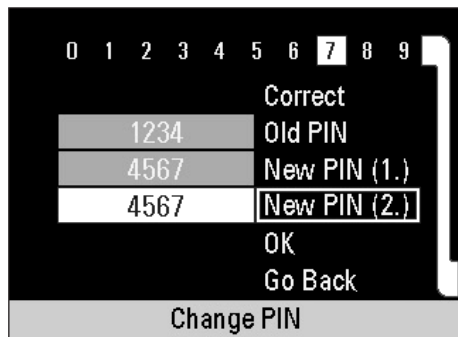 0 1 2 3 4 5 6 7 8 9
Correct
1234 Old PIN
4567 New PIN (1.)
4567 New PIN (2.)
OK
Go Back
Change PIN